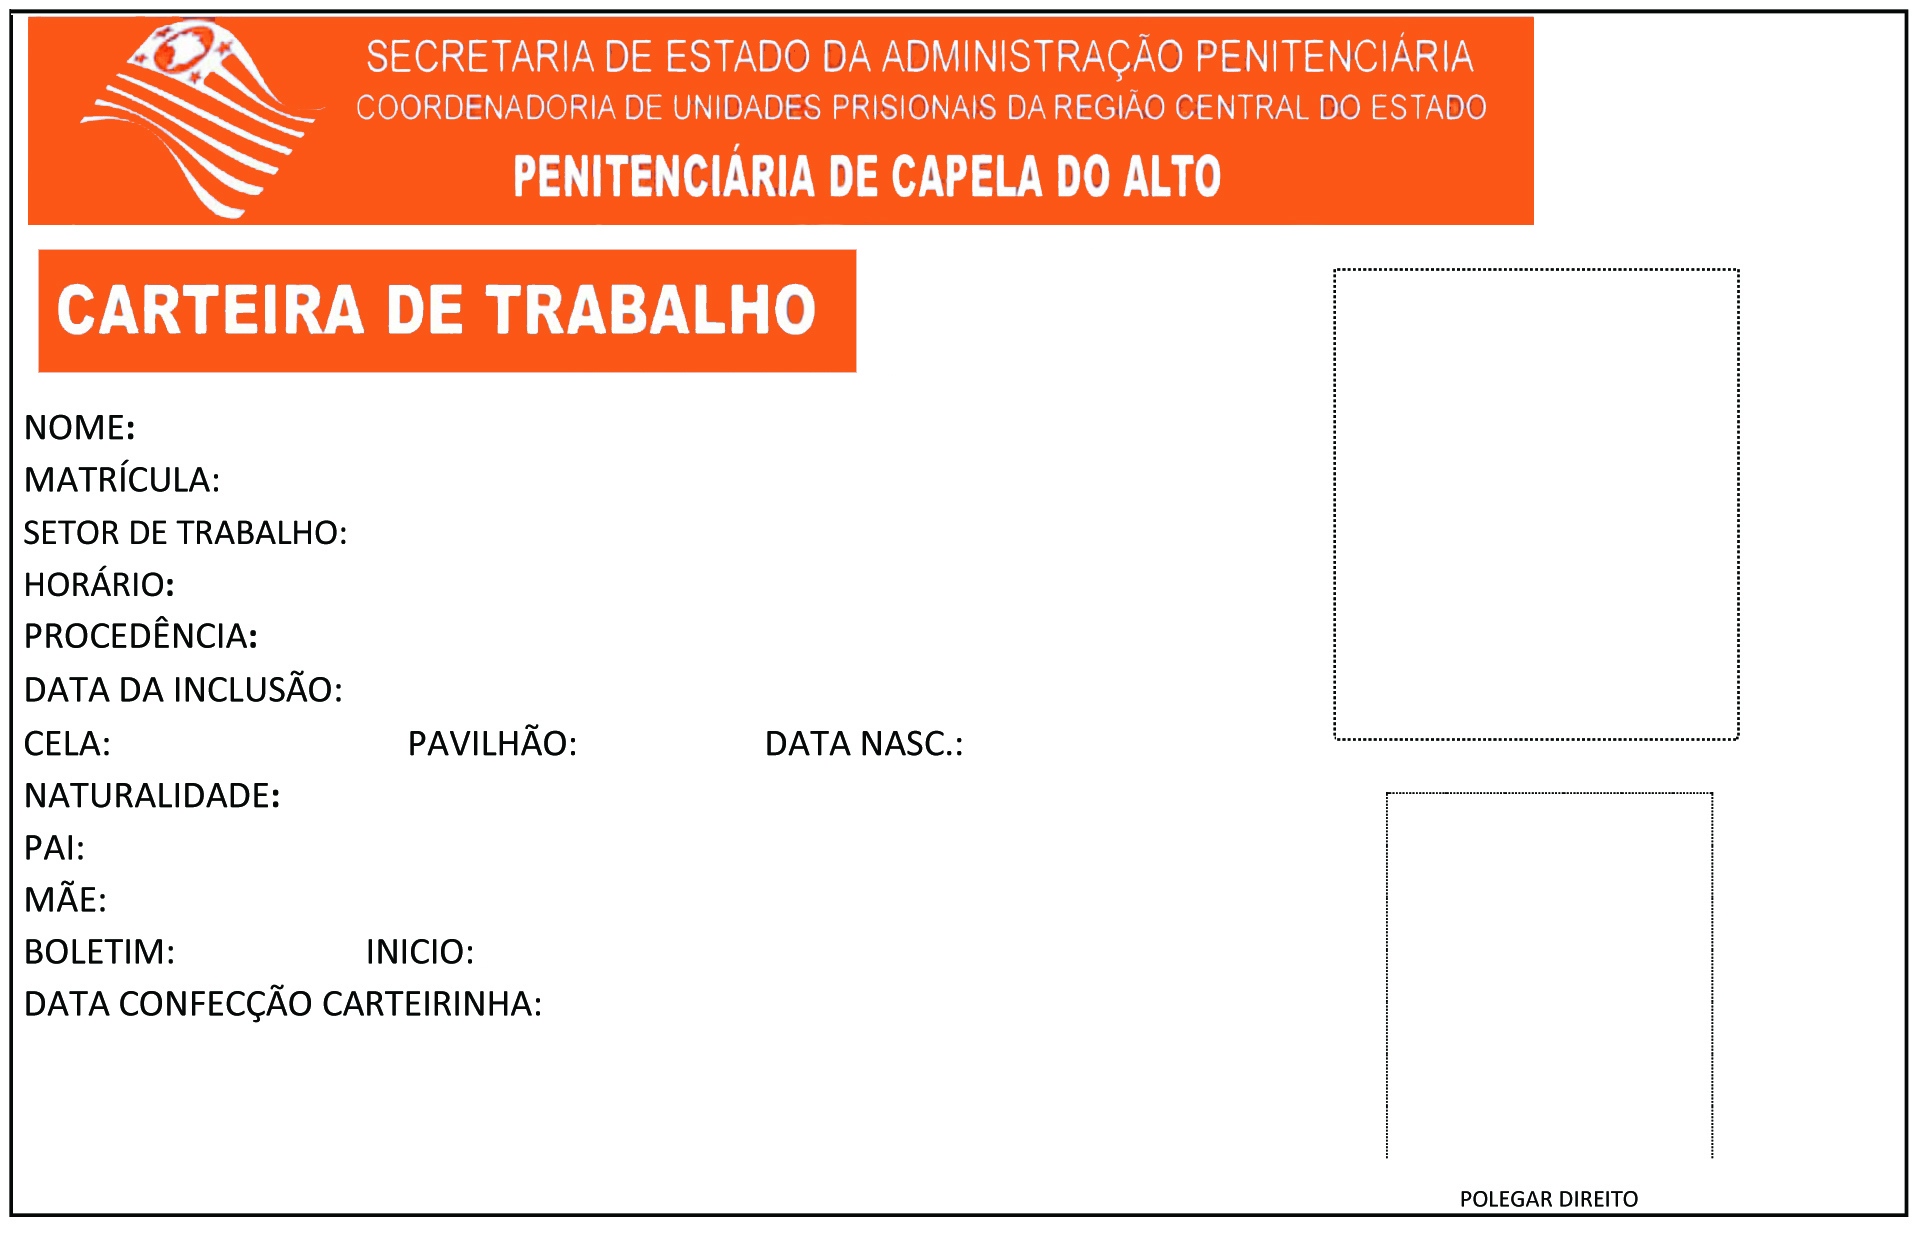 SECRETARIA DE ESTADO DA ADMINISTRAÇÃO PENITENCIÁRIA
COORDENADORIA DE UNIDADES PRISIONAIS DA REGIÃO CENTRAL DO ESTADO
PENITENCIÁRIA DE CAPELA DO ALTO
CARTEIRA DE TRABALHO
NOME:
MATRÍCULA:
SETOR DE TRABALHO:
HORÁRIO:
PROCEDÊNCIA:
DATA DA INCLUSÃO:
CELA: PAVILHÃO: DATA NASC.:
NATURALIDADE:
PAI:
MÃE:
BOLETIM: INICIO:
DATA CONFECÇÃO CARTEIRINHA:
POLEGAR DIREITO